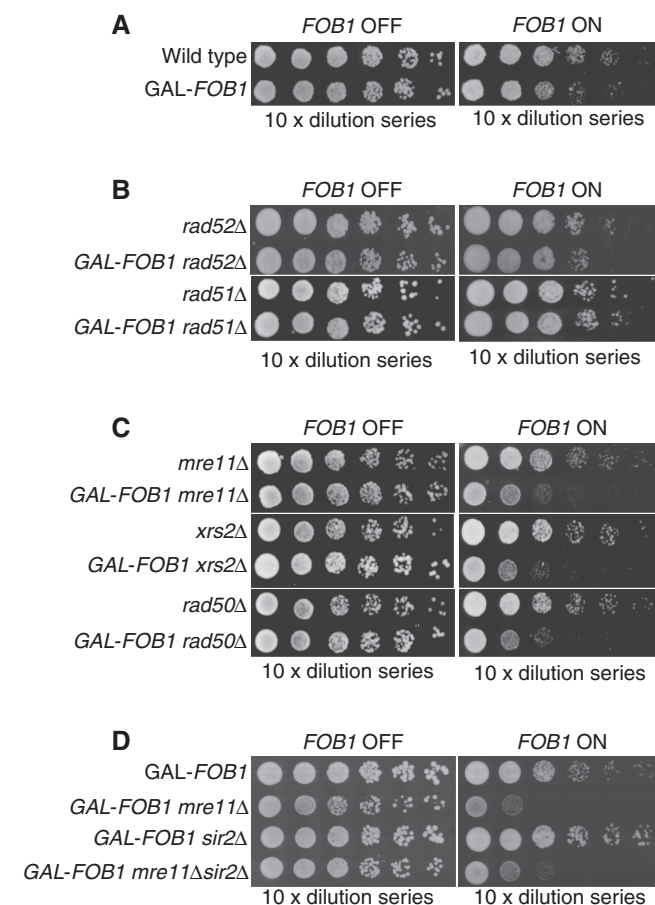 A
FOB1 OFF FOB1 ON
Wild type
GAL-FOB1
10 x dilution series 10 x dilution series
B
FOB1 OFF FOB1 ON
rad52Δ
GAL-FOB1 rad52Δ
rad51Δ
GAL-FOB1 rad51Δ
10 x dilution series 10 x dilution series
C
FOB1 OFF FOB1 ON
mre11Δ
GAL-FOB1 mre11Δ
xrs2Δ
GAL-FOB1 xrs2Δ
rad50Δ
GAL-FOB1 rad50Δ
10 x dilution series 10 x dilution series
D
FOB1 OFF FOB1 ON
GAL-FOB1
GAL-FOB1 mre11Δ
GAL-FOB1 sir2Δ
GAL-FOB1 mre11Δsir2Δ
10 x dilution series 10 x dilution series